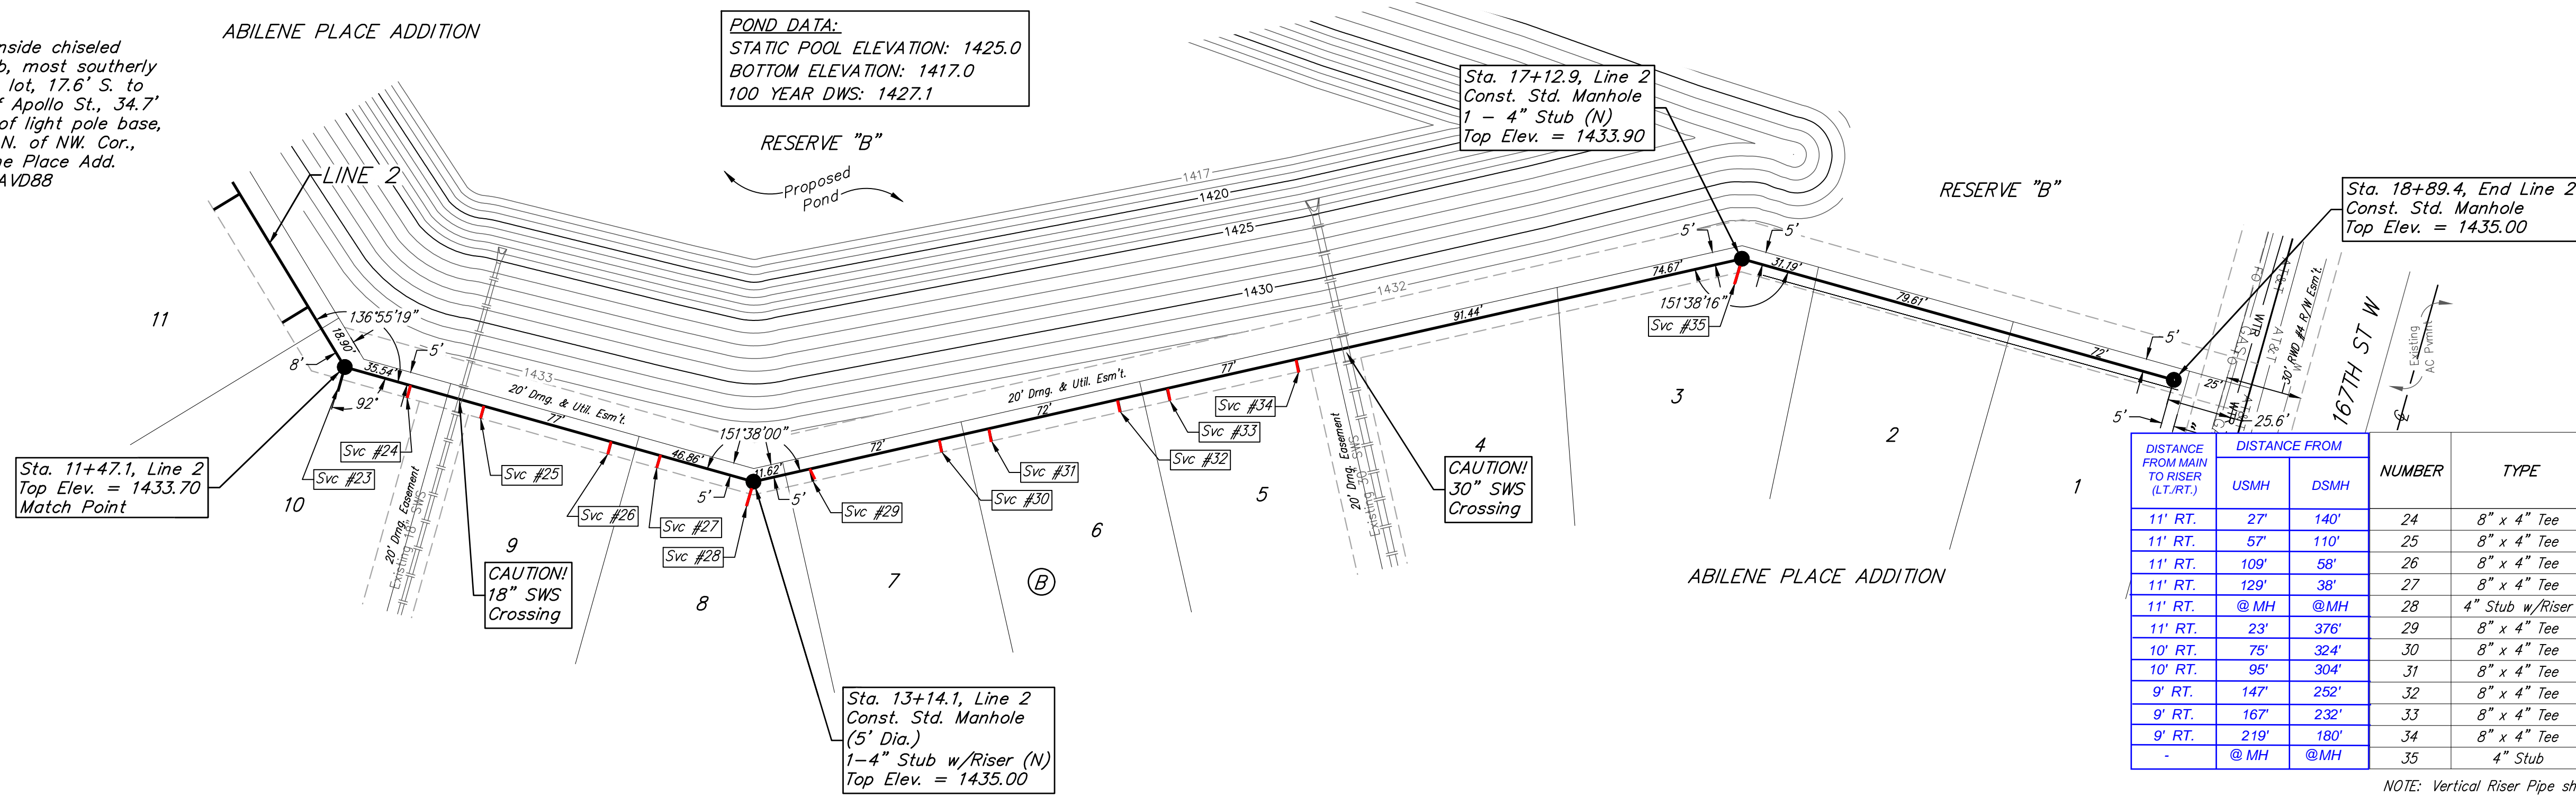 ABILENE PLACE ADDITION
nside chiseled
b, most southerly
lot, 17.6' S. to
f Apollo St., 34.7'
of light pole base,
N. of NW. Cor.,
ne Place Add.
AVD88
POND DATA:
STATIC POOL ELEVATION: 1425.0
BOTTOM ELEVATION: 1417.0
100 YEAR DWS: 1427.1
RESERVE "B"
Proposed
Pond
LINE 2
Sta. 17+12.9, Line 2
Const. Std. Manhole
1 - 4" Stub (N)
Top Elev. = 1433.90
RESERVE "B"
Sta. 18+89.4, End Line 2
Const. Std. Manhole
Top Elev. = 1435.00
1417
1420
1425
1430
1432
1433
11
136°55'19"
18.90'
8'
35.54'
5'
92°
20' Drng. & Util. Esm't.
77'
46.86'
151°38'00"
11.62'
5'
5'
72'
20' Drng. & Util. Esm't.
72'
77'
91.44'
74.67'
5'
5'
31.19'
151°38'16"
79.61'
72'
5'
25'
25.6'
5'
FO
AT&T
WTR
GAS
AT&T
W
30' RWD #4 R/W Esm't.
WTR
AT&T
167TH ST W
Existing
AC Pvmnt
Svc #23
Svc #24
Svc #25
Svc #26
Svc #27
Svc #28
Svc #29
Svc #30
Svc #31
Svc #32
Svc #33
Svc #34
Svc #35
20' Drng. Easement
Existing 18" SWS
20' Drng. Easement
Existing 30" SWS
Sta. 11+47.1, Line 2
Top Elev. = 1433.70
Match Point
10
9
8
7
B
6
5
4
3
2
1
CAUTION!
18" SWS
Crossing
CAUTION!
30" SWS
Crossing
ABILENE PLACE ADDITION
Sta. 13+14.1, Line 2
Const. Std. Manhole
(5' Dia.)
1-4" Stub w/Riser (N)
Top Elev. = 1435.00
DISTANCE
FROM MAIN
TO RISER
(LT./RT.)
DISTANCE FROM
USMH DSMH
NUMBER
TYPE
11' RT. 27' 140' 24 8" x 4" Tee
11' RT. 57' 110' 25 8" x 4" Tee
11' RT. 109' 58' 26 8" x 4" Tee
11' RT. 129' 38' 27 8" x 4" Tee
11' RT. @ MH @MH 28 4" Stub w/Riser
11' RT. 23' 376' 29 8" x 4" Tee
10' RT. 75' 324' 30 8" x 4" Tee
10' RT. 95' 304' 31 8" x 4" Tee
9' RT. 147' 252' 32 8" x 4" Tee
9' RT. 167' 232' 33 8" x 4" Tee
9' RT. 219' 180' 34 8" x 4" Tee
- @ MH @MH 35 4" Stub
NOTE: Vertical Riser Pipe sh